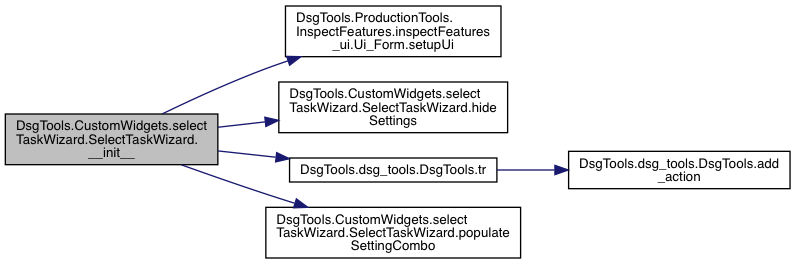 DsgTools.ProductionTools.
InspectFeatures.inspectFeatures
_ui.Ui_Form.setupUi
DsgTools.CustomWidgets.select
TaskWizard.SelectTaskWizard.hide
Settings
DsgTools.CustomWidgets.select
TaskWizard.SelectTaskWizard.
__init__
DsgTools.dsg_tools.DsgTools.tr
DsgTools.dsg_tools.DsgTools.add
_action
DsgTools.CustomWidgets.select
TaskWizard.SelectTaskWizard.populate
SettingCombo